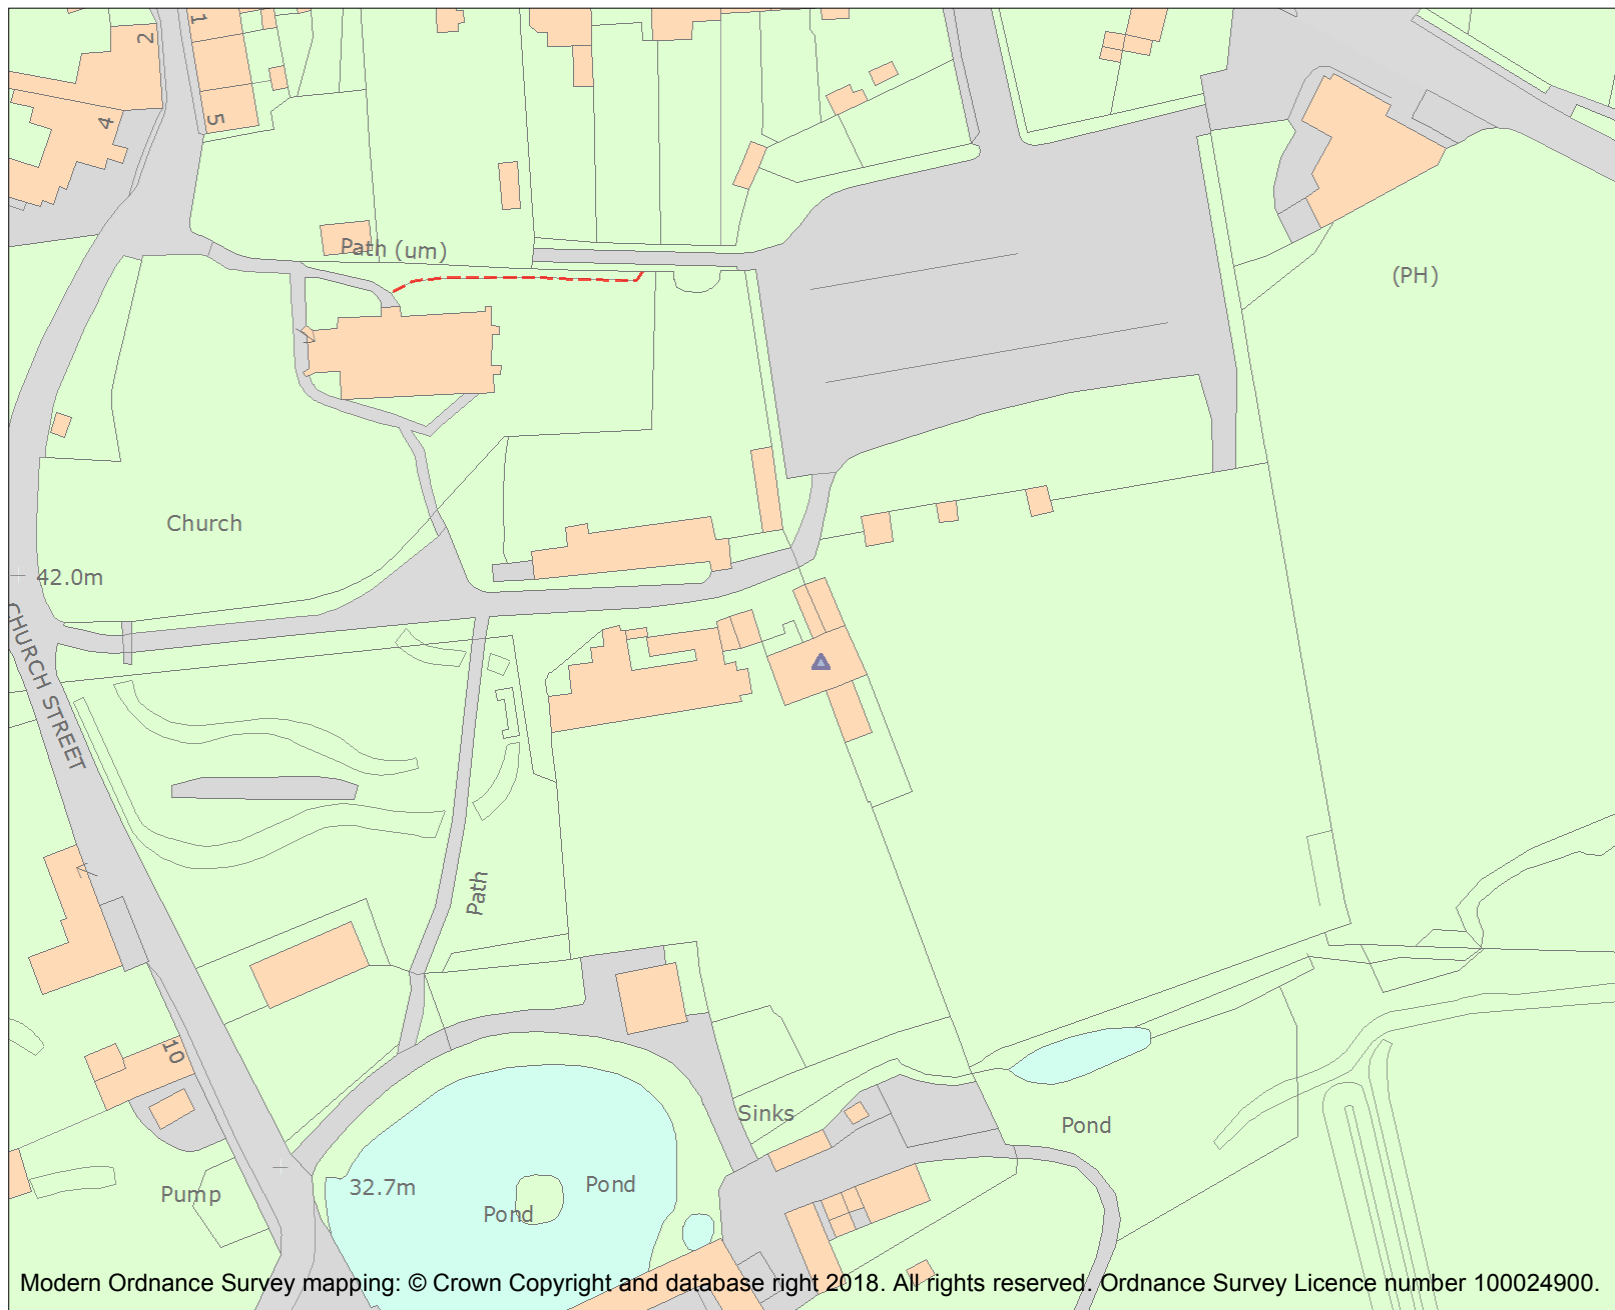 1
2
4
5
Path (um)
(PH)
Church
42.0m
CHURCH STREET
Path
10
Sinks
Pond
Pump
32.7m
Pond
Pond
Modern Ordnance Survey mapping: © Crown Copyright and database right 2018. All rights reserved. Ordnance Survey Licence number 100024900.